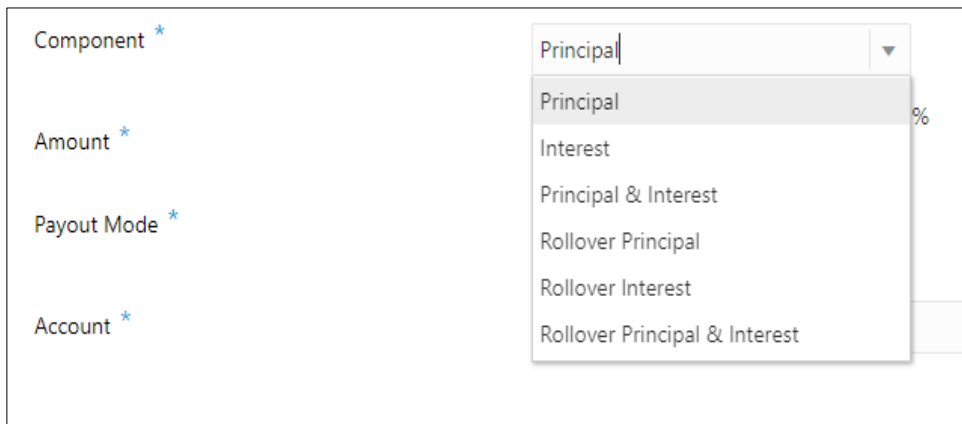 Component *
Principal
Principal
%
Amount *
Interest
Principal & Interest
Payout Mode *
Rollover Principal
Rollover Interest
Account *
Rollover Principal & Interest